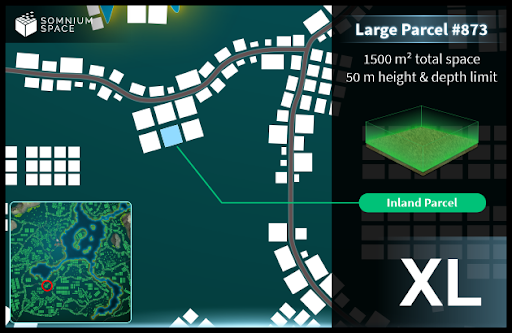 SOMNIUM
SPACE
Large Parcel #873
1500 m² total space
50 m height & depth limit
Inland Parcel
XL